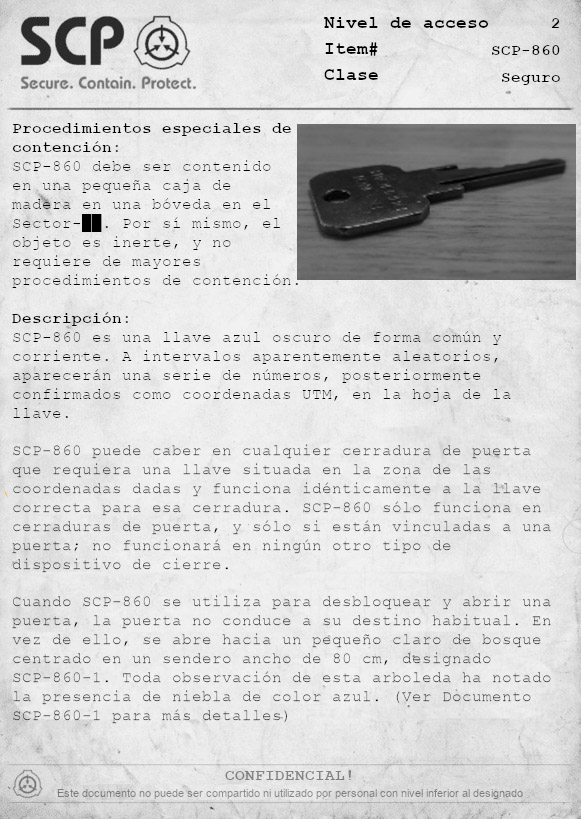 SCP
Secure. Contain. Protect.
Nivel de acceso 2
Item# SCP-860
Clase Seguro
Procedimientos especiales de
contención:
SCP-860 debe ser contenido
en una pequeña caja de
madera en una bóveda en el
Sector-██. Por sí mismo, el
objeto es inerte, y no
requiere de mayores
procedimientos de contención.
Descripción:
SCP-860 es una llave azul oscuro de forma común y
corriente. A intervalos aparentemente aleatorios,
aparecerán una serie de números, posteriormente
confirmados como coordenadas UTM, en la hoja de la
llave.
SCP-860 puede caber en cualquier cerradura de puerta
que requiera una llave situada en la zona de las
coordenadas dadas y funciona idénticamente a la llave
correcta para esa cerradura. SCP-860 sólo funciona en
cerraduras de puerta, y sólo si están vinculadas a una
puerta; no funcionará en ningún otro tipo de
dispositivo de cierre.
Cuando SCP-860 se utiliza para desbloquear y abrir una
puerta, la puerta no conduce a su destino habitual. En
vez de ello, se abre hacia un pequeño claro de bosque
centrado en un sendero ancho de 80 cm, designado
SCP-860-1. Toda observación de esta arboleda ha notado
la presencia de niebla de color azul. (Ver Documento
SCP-860-1 para más detalles)
CONFIDENCIAL!
Este documento no puede ser compartido ni utilizado por personal con nivel inferior al designado